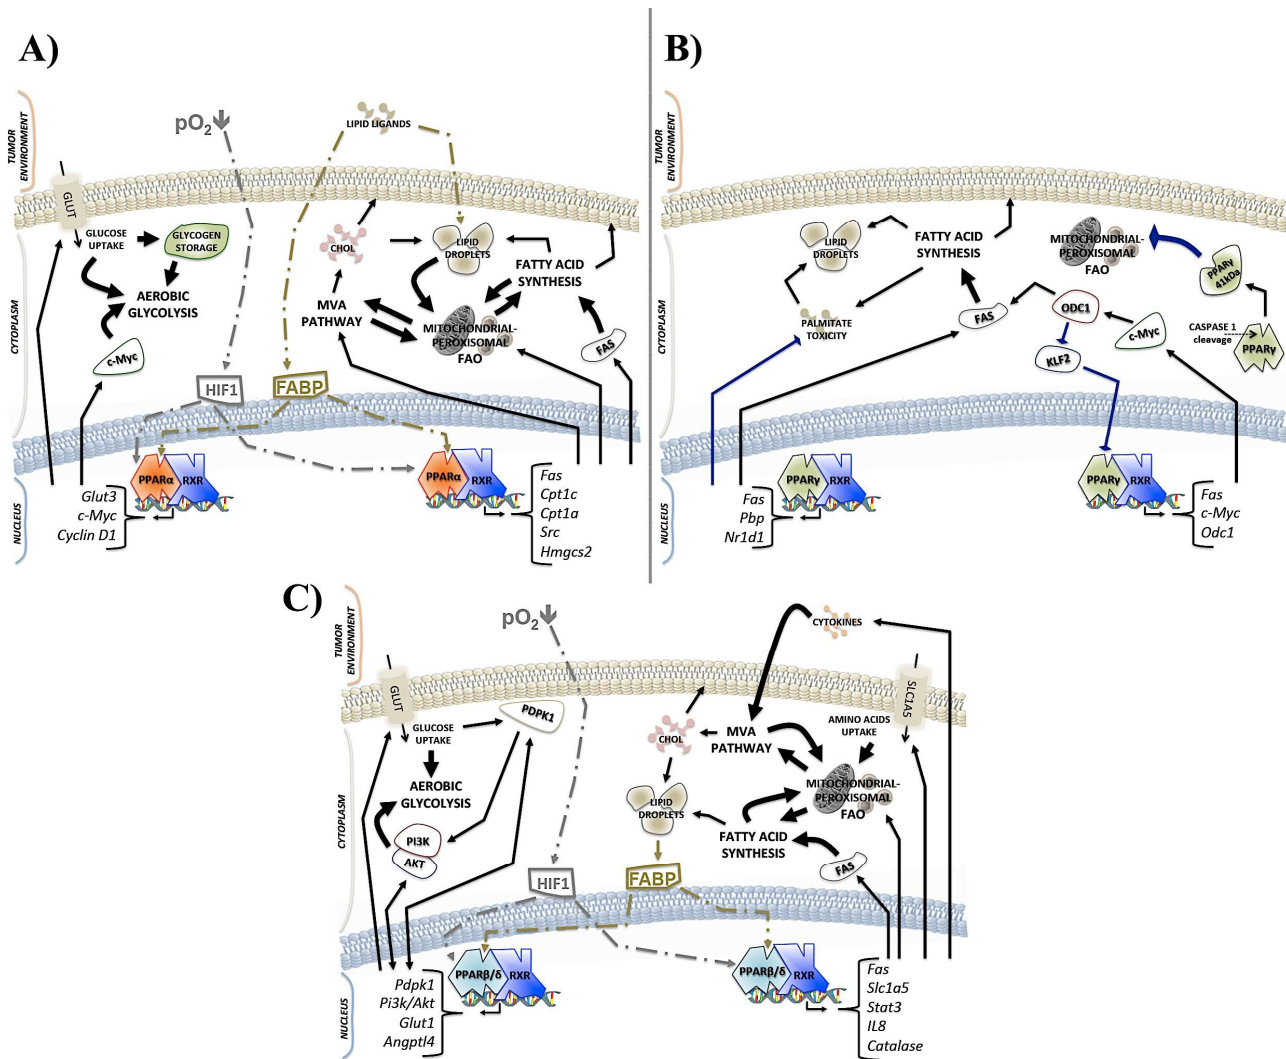 A)
TUMOR
ENVIRONMENT
CYTOPLASM
NUCLEUS
pO2
LIPID LIGANDS
GLUT
GLUCOSE
UPTAKE
GLYCOGEN
STORAGE
AEROBIC
GLYCOLYSIS
c-Myc
CHOL
LIPID
DROPLETS
FATTY ACID
SYNTHESIS
MVA
PATHWAY
MITOCHONDRIAL-
PEROXISOMAL
FAO
FAS
HIF1
FABP
PPARα
RXR
PPARα
RXR
Glut3
c-Myc
Cyclin D1
Fas
Cpt1c
Cpt1a
Src
Hmgcs2
B)
TUMOR
ENVIRONMENT
CYTOPLASM
NUCLEUS
LIPID
DROPLETS
FATTY ACID
SYNTHESIS
MITOCHONDRIAL-
PEROXISOMAL
FAO
PPARγ
41kDa
PALMITATE
TOXICITY
FAS
ODC1
KLF2
c-Myc
CASPASE 1
cleavage
PPARγ
PPARγ
RXR
PPARγ
RXR
Fas
Pbp
Nr1d1
Fas
c-Myc
Odc1
C)
TUMOR
ENVIRONMENT
CYTOPLASM
NUCLEUS
pO2
CYTOKINES
GLUT
SLC1A5
GLUCOSE
UPTAKE
PDPK1
AEROBIC
GLYCOLYSIS
PI3K
AKT
CHOL
MVA
PATHWAY
AMINO ACIDS
UPTAKE
MITOCHONDRIAL-
PEROXISOMAL
FAO
LIPID
DROPLETS
FATTY ACID
SYNTHESIS
FAS
HIF1
FABP
PPARβ/δ
RXR
PPARβ/δ
RXR
Pdpk1
Pi3k/Akt
Glut1
Angptl4
Fas
Slc1a5
Stat3
IL8
Catalase